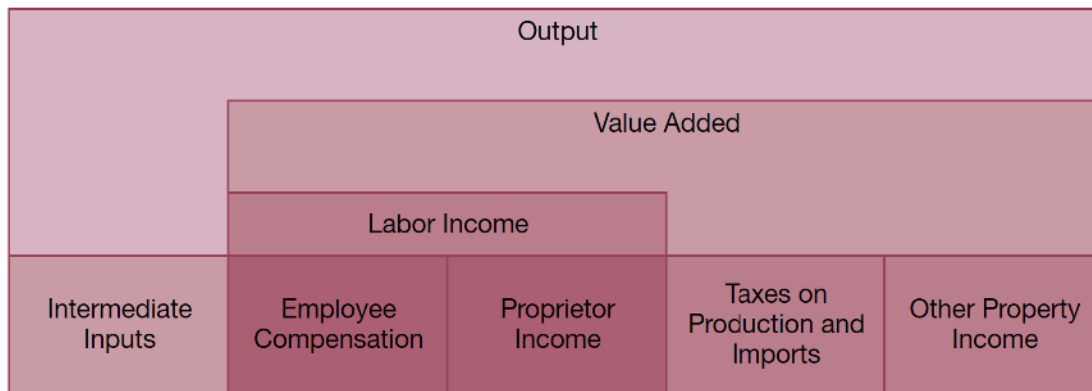 Output
Value Added
Labor Income
Intermediate
Inputs
Employee
Compensation
Proprietor
Income
Taxes on
Production and
Imports
Other Property
Income